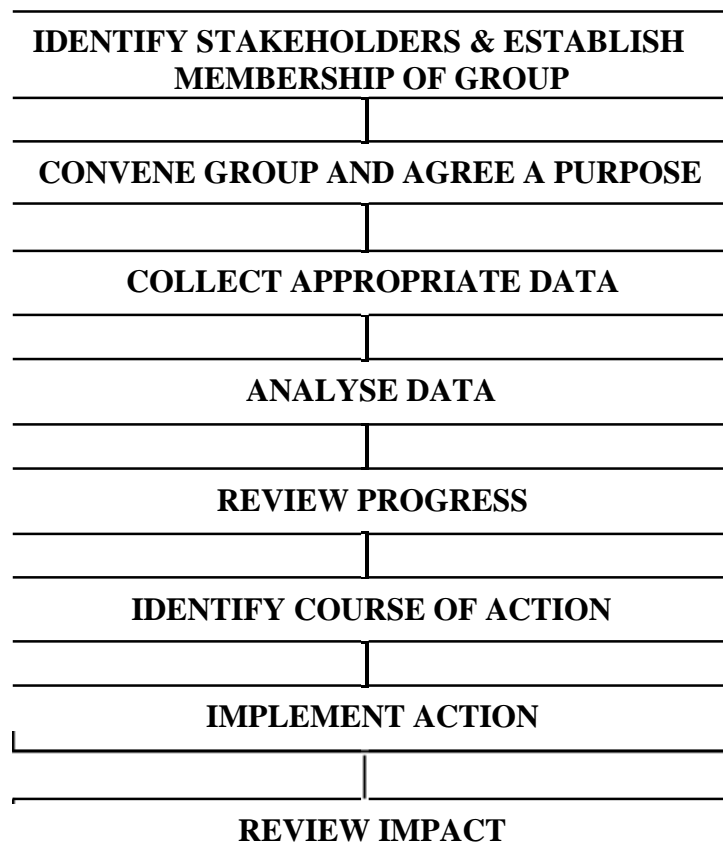 IDENTIFY STAKEHOLDERS & ESTABLISH
MEMBERSHIP OF GROUP
CONVENE GROUP AND AGREE A PURPOSE
COLLECT APPROPRIATE DATA
ANALYSE DATA
REVIEW PROGRESS
IDENTIFY COURSE OF ACTION
IMPLEMENT ACTION
REVIEW IMPACT